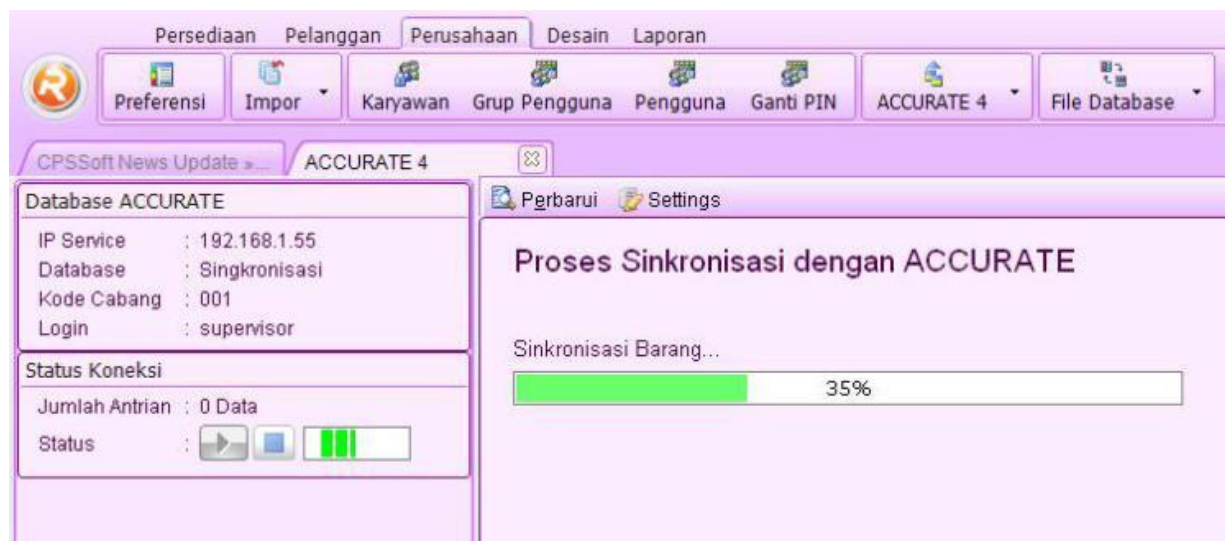 Persediaan Pelanggan Perusahaan Desain Laporan
Preferensi Impor Karyawan Grup Pengguna Pengguna Ganti PIN ACCURATE 4 File Database
CPSSoft News Update »... ACCURATE 4
Database ACCURATE
IP Service : 192.168.1.55
Database : Singkronisasi
Kode Cabang : 001
Login : supervisor
Status Koneksi
Jumlah Antrian : 0 Data
Status :
Perbarui Settings
Proses Sinkronisasi dengan ACCURATE
Sinkronisasi Barang...
35%